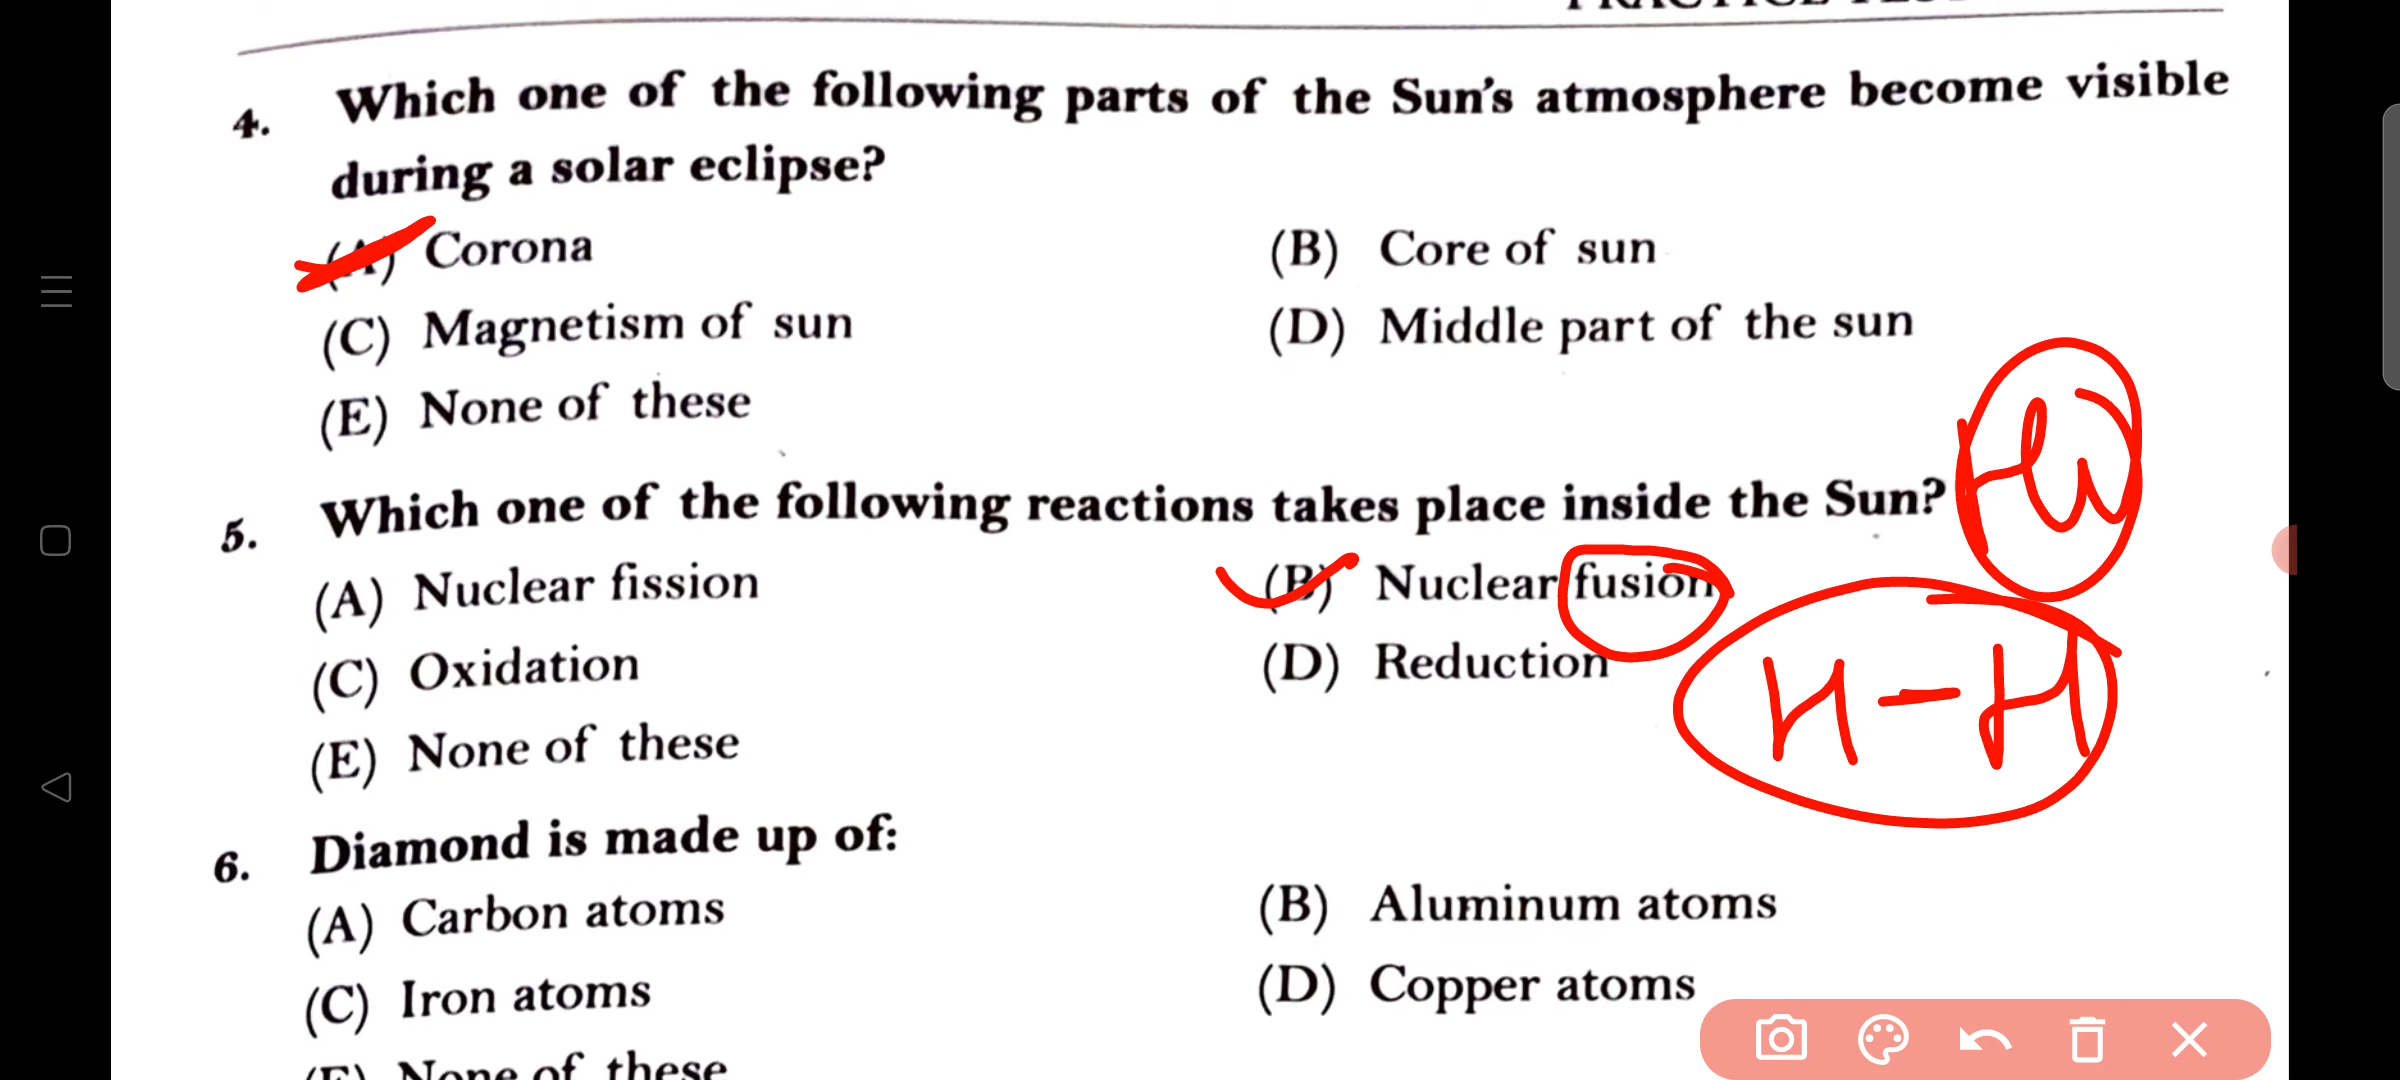 4. Which one of the following parts of the Sun's atmosphere become visible
during a solar eclipse?
(A) Corona (B) Core of sun
(C) Magnetism of sun (D) Middle part of the sun
(E) None of these
5. Which one of the following reactions takes place inside the Sun?
(A) Nuclear fission (B) Nuclear fusion
(C) Oxidation (D) Reduction
(E) None of these
H-H
6. Diamond is made up of:
(A) Carbon atoms (B) Aluminum atoms
(C) Iron atoms (D) Copper atoms
(E) None of these